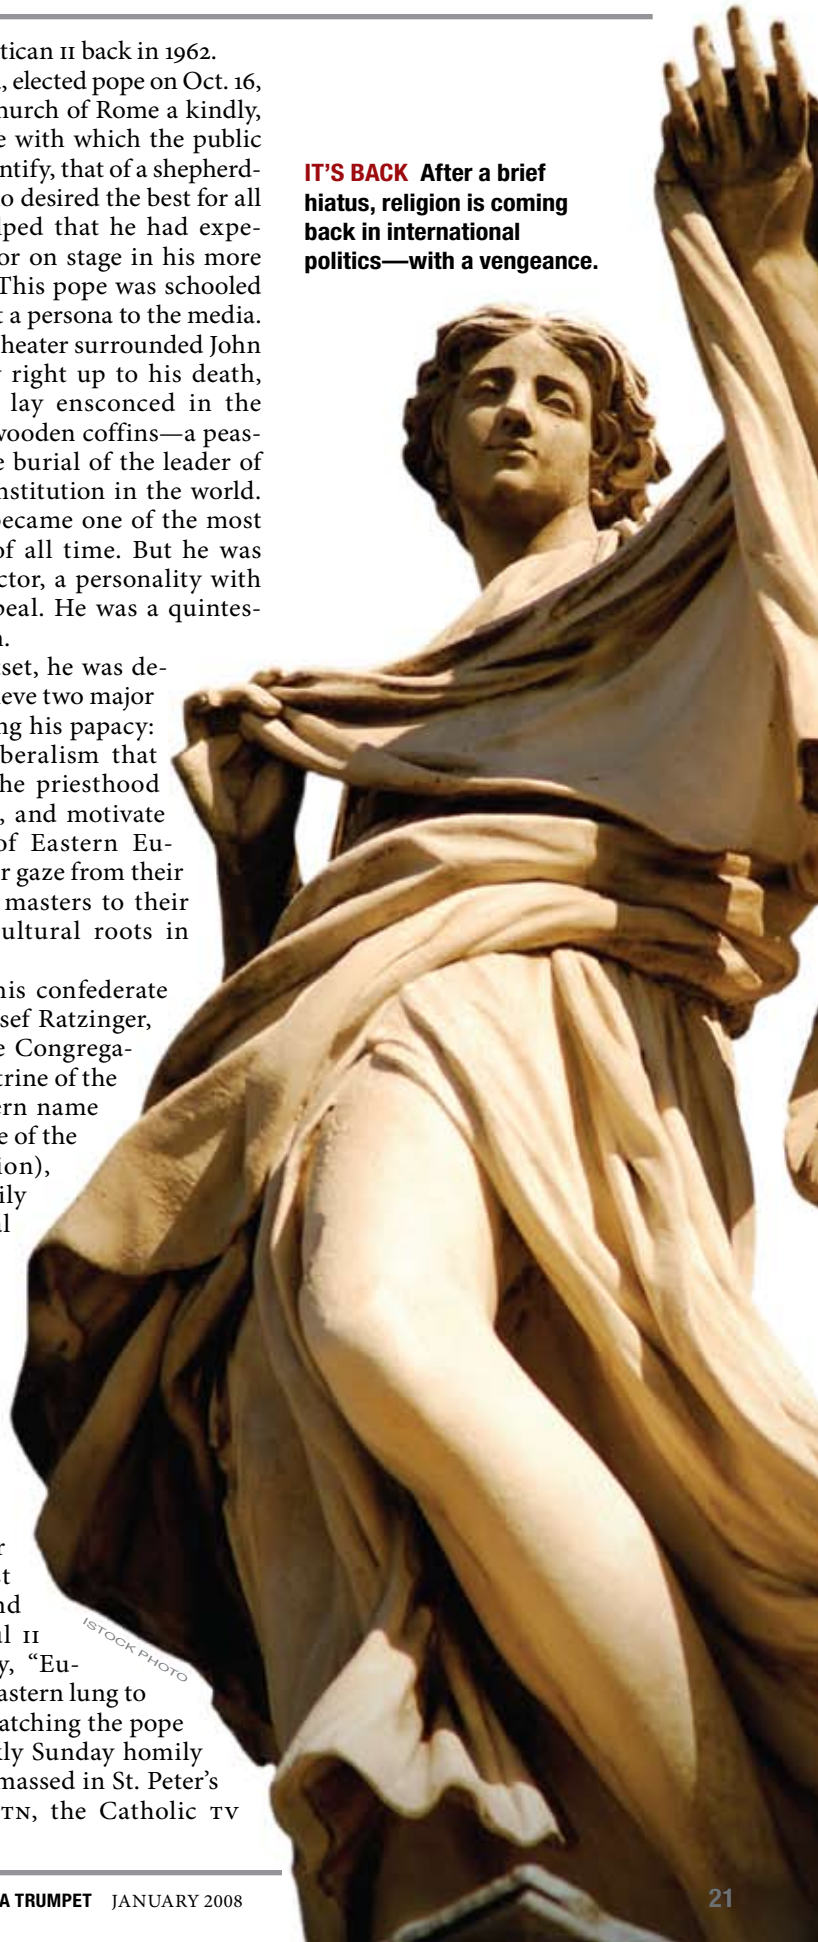 tican II back in 1962.
, elected pope on Oct. 16,
hurch of Rome a kindly,
e with which the public
ntify, that of a shepherd-
o desired the best for all
lped that he had expe-
or on stage in his more
This pope was schooled
t a persona to the media.
heater surrounded John
right up to his death,
lay ensconced in the
wooden coffins—a peas-
e burial of the leader of
nstitution in the world.
became one of the most
of all time. But he was
ctor, a personality with
peal. He was a quintes-
n.
set, he was de-
ieve two major
ng his papacy:
iberalism that
he priesthood
, and motivate
of Eastern Eu-
r gaze from their
masters to their
ultural roots in
his confederate
sef Ratzinger,
e Congrega-
trine of the
ern name
e of the
ion),
ily
al
r
t
nd
ul II
y, “Eu-
astern lung to
atching the pope
kly Sunday homily
massed in St. Peter’s
TN, the Catholic TV
IT’S BACK After a brief
hiatus, religion is coming
back in international
politics—with a vengeance.
ISTOCK PHOTO
A TRUMPET JANUARY 2008
21